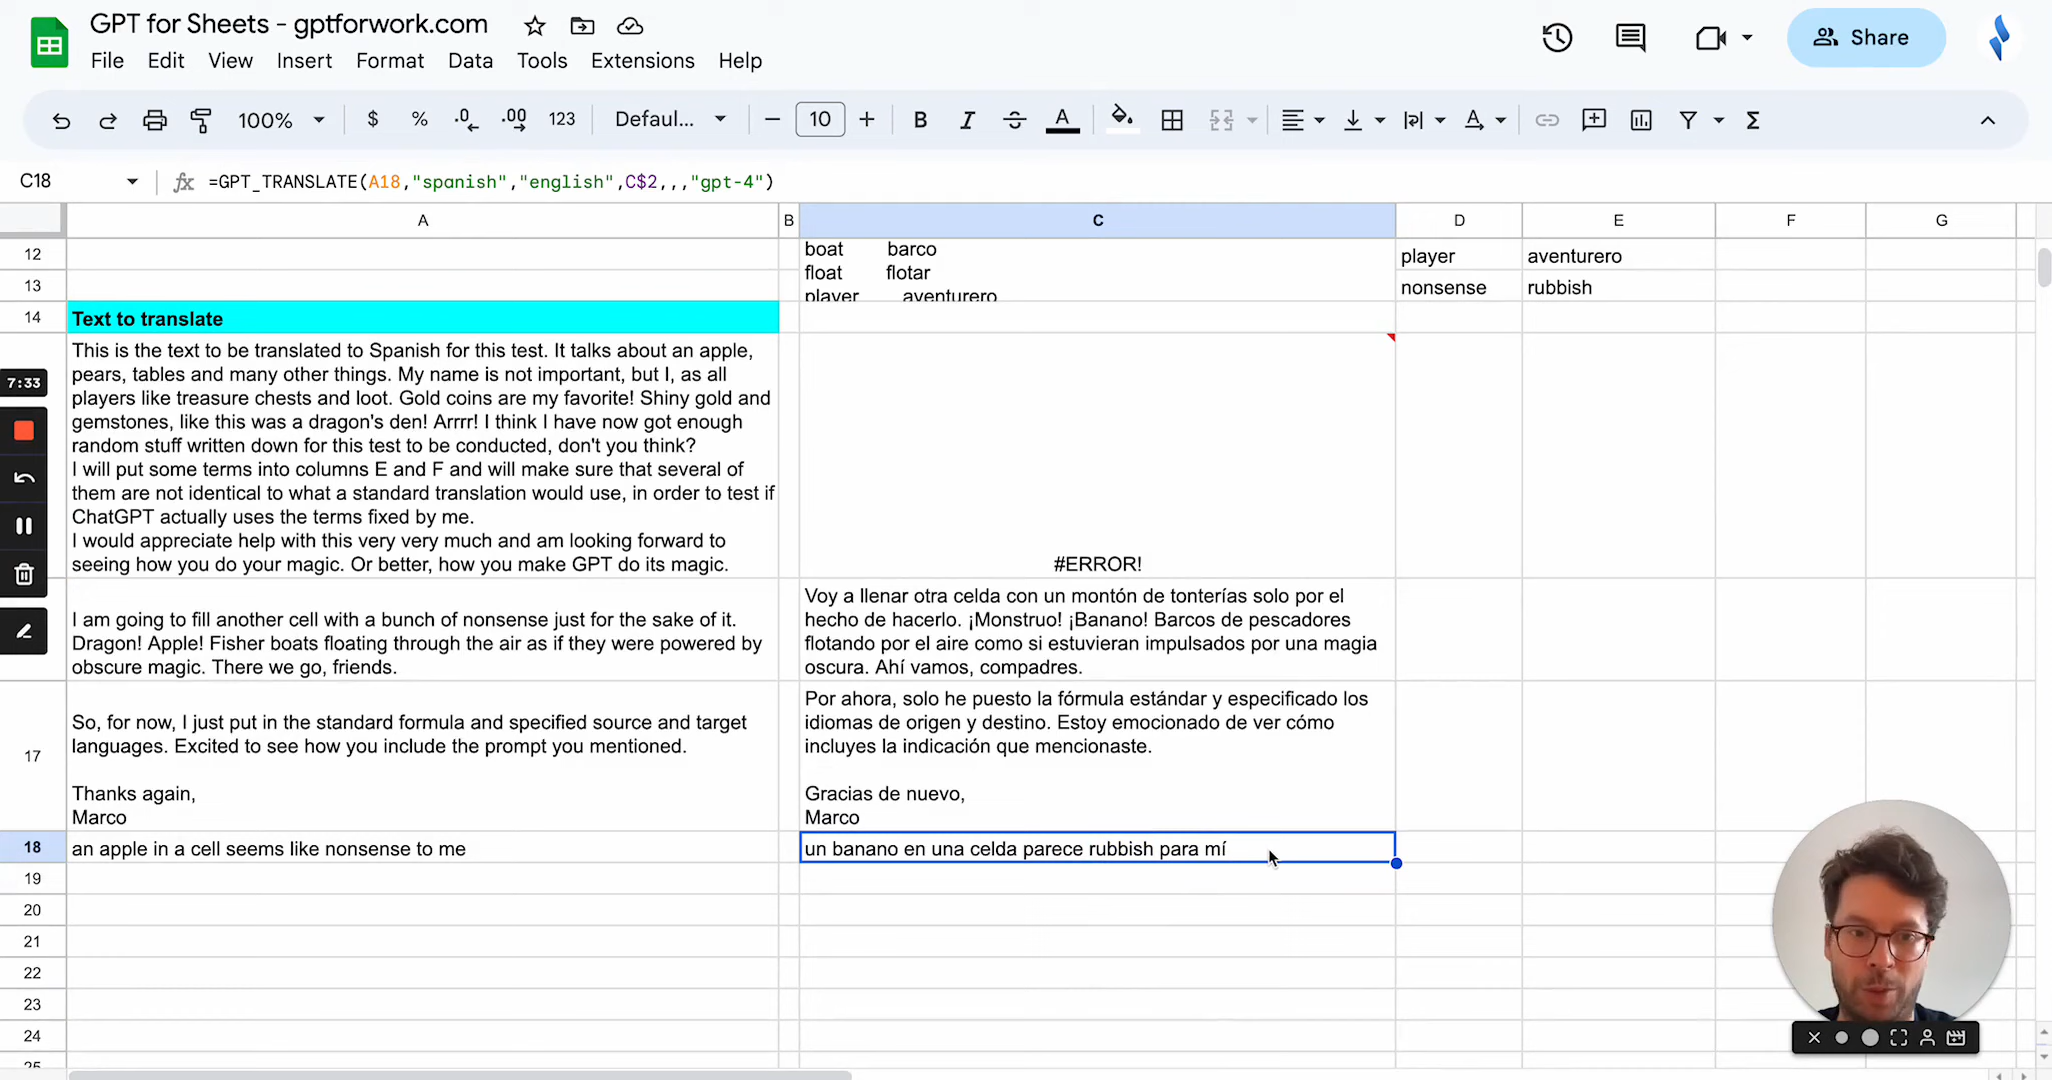 GPT for Sheets - gptforwork.com
File Edit View Insert Format Data Tools Extensions Help
Share
100% $ % .0 .00 123 Defaul... 10 B I A
C18 fx =GPT_TRANSLATE(A18,"spanish","english",C$2,,,"gpt-4")
A B C D E F G
12 boat barco player aventurero
float flotar
13 player aventurero nonsense rubbish
14 Text to translate
This is the text to be translated to Spanish for this test. It talks about an apple,
pears, tables and many other things. My name is not important, but I, as all
7:33
players like treasure chests and loot. Gold coins are my favorite! Shiny gold and
gemstones, like this was a dragon's den! Arrrr! I think I have now got enough
random stuff written down for this test to be conducted, don't you think?
I will put some terms into columns E and F and will make sure that several of
them are not identical to what a standard translation would use, in order to test if
ChatGPT actually uses the terms fixed by me.
I would appreciate help with this very very much and am looking forward to
seeing how you do your magic. Or better, how you make GPT do its magic.
#ERROR!
I am going to fill another cell with a bunch of nonsense just for the sake of it.
Dragon! Apple! Fisher boats floating through the air as if they were powered by
obscure magic. There we go, friends.
Voy a llenar otra celda con un montón de tonterías solo por el
hecho de hacerlo. ¡Monstruo! ¡Banano! Barcos de pescadores
flotando por el aire como si estuvieran impulsados por una magia
oscura. Ahí vamos, compadres.
17
So, for now, I just put in the standard formula and specified source and target
languages. Excited to see how you include the prompt you mentioned.
Thanks again,
Marco
Por ahora, solo he puesto la fórmula estándar y especificado los
idiomas de origen y destino. Estoy emocionado de ver cómo
incluyes la indicación que mencionaste.
Gracias de nuevo,
Marco
18 an apple in a cell seems like nonsense to me un banano en una celda parece rubbish para mí
19
20
21
22
23
24
25